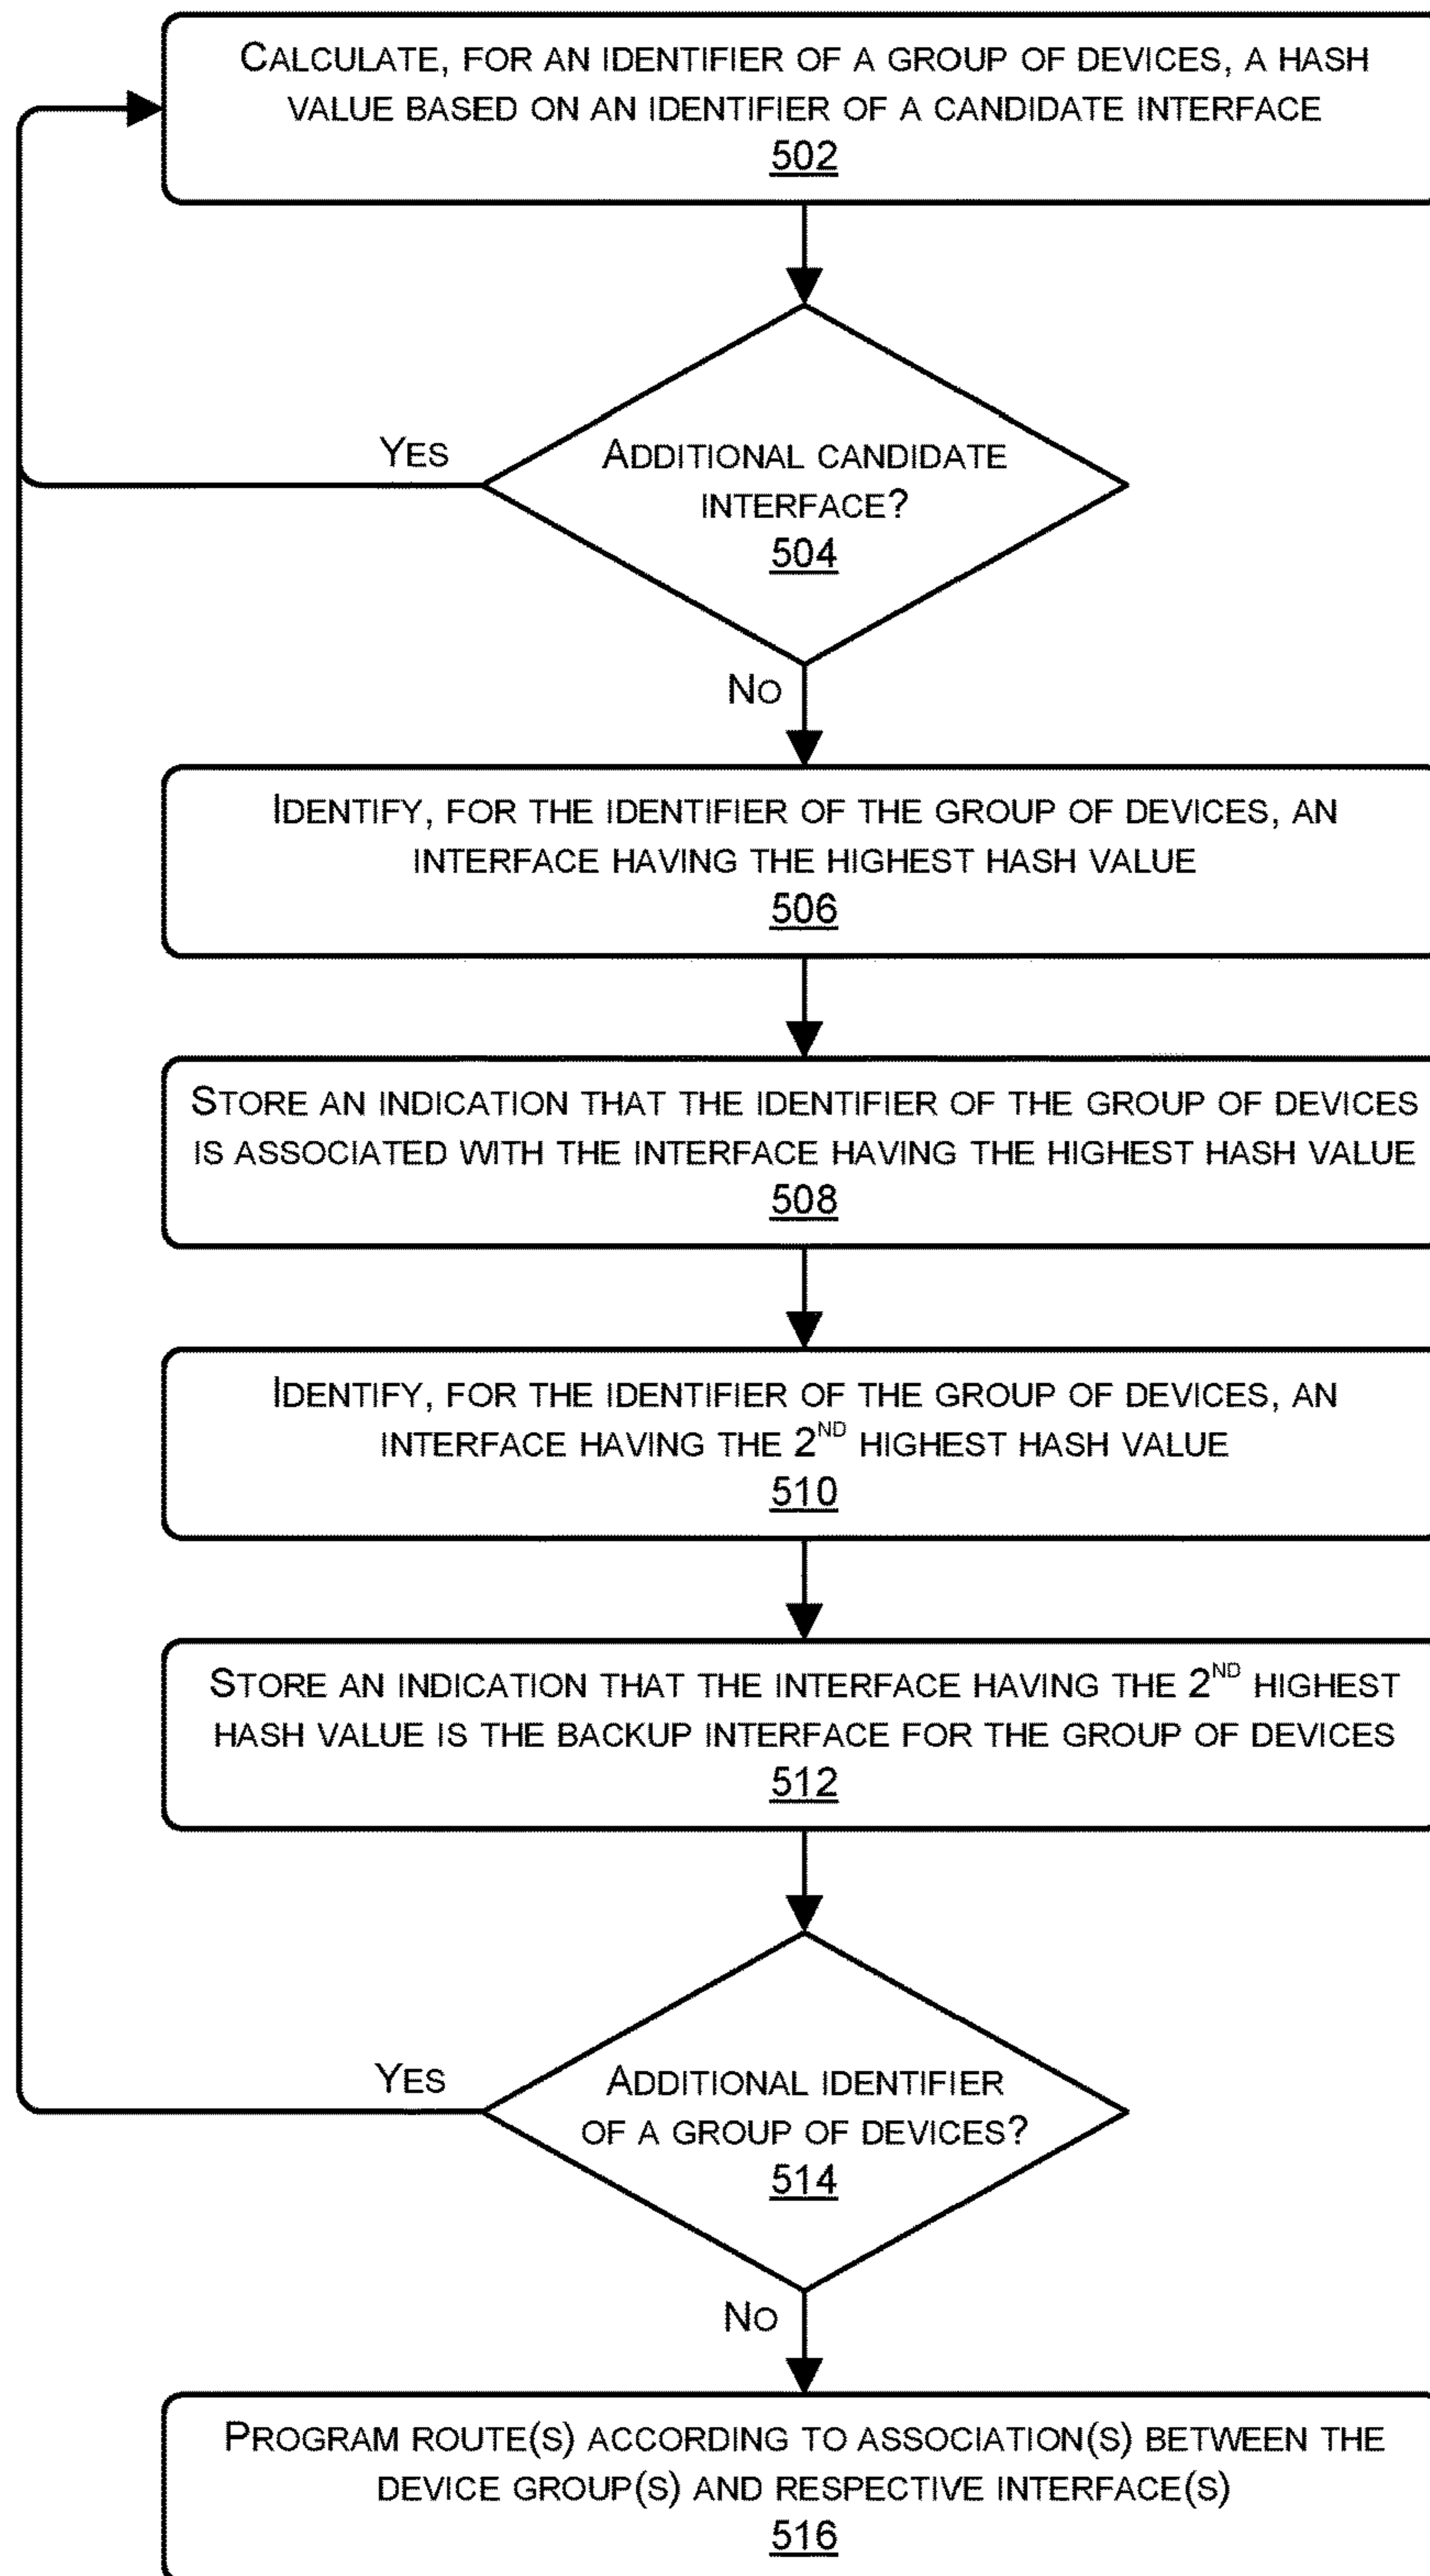 CALCULATE, FOR AN IDENTIFIER OF A GROUP OF DEVICES, A HASH
VALUE BASED ON AN IDENTIFIER OF A CANDIDATE INTERFACE
502
YES
ADDITIONAL CANDIDATE
INTERFACE?
504
NO
IDENTIFY, FOR THE IDENTIFIER OF THE GROUP OF DEVICES, AN
INTERFACE HAVING THE HIGHEST HASH VALUE
506
STORE AN INDICATION THAT THE IDENTIFIER OF THE GROUP OF DEVICES
IS ASSOCIATED WITH THE INTERFACE HAVING THE HIGHEST HASH VALUE
508
IDENTIFY, FOR THE IDENTIFIER OF THE GROUP OF DEVICES, AN
INTERFACE HAVING THE 2ND HIGHEST HASH VALUE
510
STORE AN INDICATION THAT THE INTERFACE HAVING THE 2ND HIGHEST
HASH VALUE IS THE BACKUP INTERFACE FOR THE GROUP OF DEVICES
512
YES
ADDITIONAL IDENTIFIER
OF A GROUP OF DEVICES?
514
NO
PROGRAM ROUTE(S) ACCORDING TO ASSOCIATION(S) BETWEEN THE
DEVICE GROUP(S) AND RESPECTIVE INTERFACE(S)
516